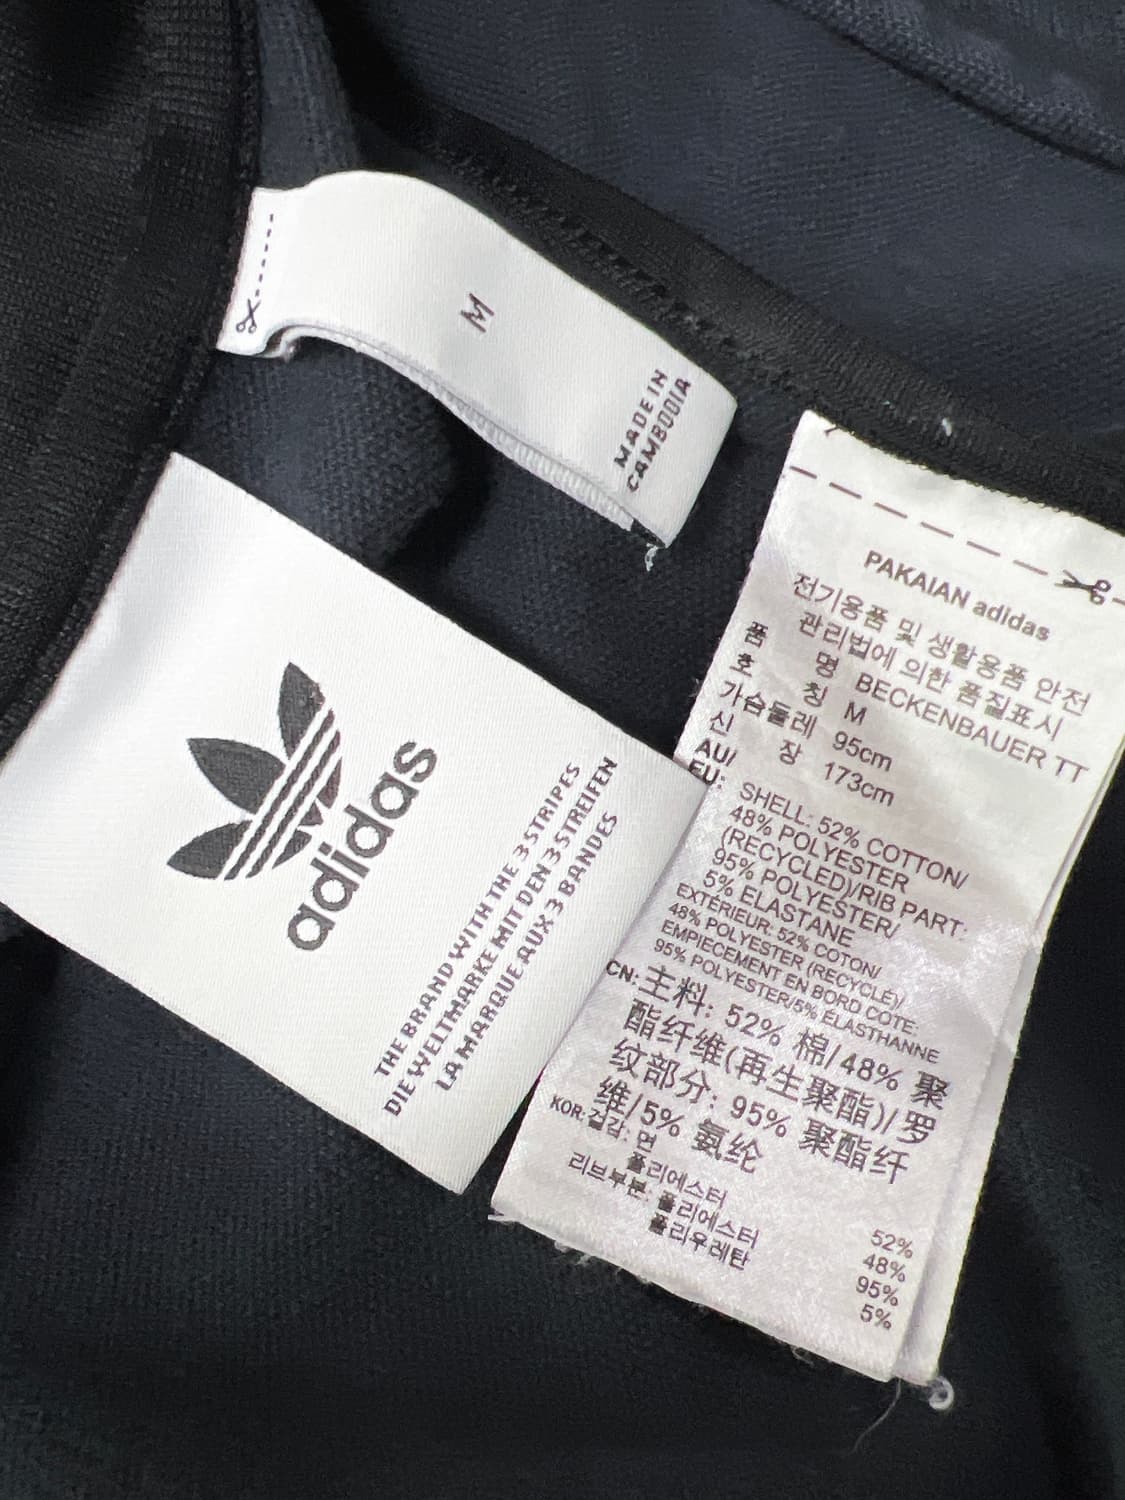 M
MADE IN
CAMBODIA
adidas
THE BRAND WITH THE 3 STRIPES
DIE WELTMARKE MIT DEN 3 STREIFEN
LA MARQUE AUX 3 BANDES
PAKAIAN adidas
전기용품 및 생활용품 안전
관리법에 의한 품질표시
품 명 BECKENBAUER TT
호 칭 M
가슴둘레 95cm
신 장 173cm
AU/
EU: SHELL: 52% COTTON/
48% POLYESTER
(RECYCLED)/RIB PART:
95% POLYESTER/
5% ELASTANE
EXTÉRIEUR: 52% COTON/
48% POLYESTER (RECYCLÉ)/
EMPIECEMENT EN BORD COTE:
95% POLYESTER/5% ÉLASTHANNE
CN: 主料: 52% 棉/48% 聚
酯纤维(再生聚酯)/罗
纹部分: 95% 聚酯纤
维/5% 氨纶
KOR: 겉감: 면 52%
폴리에스터 48%
리브부분: 폴리에스터 95%
폴리우레탄 5%